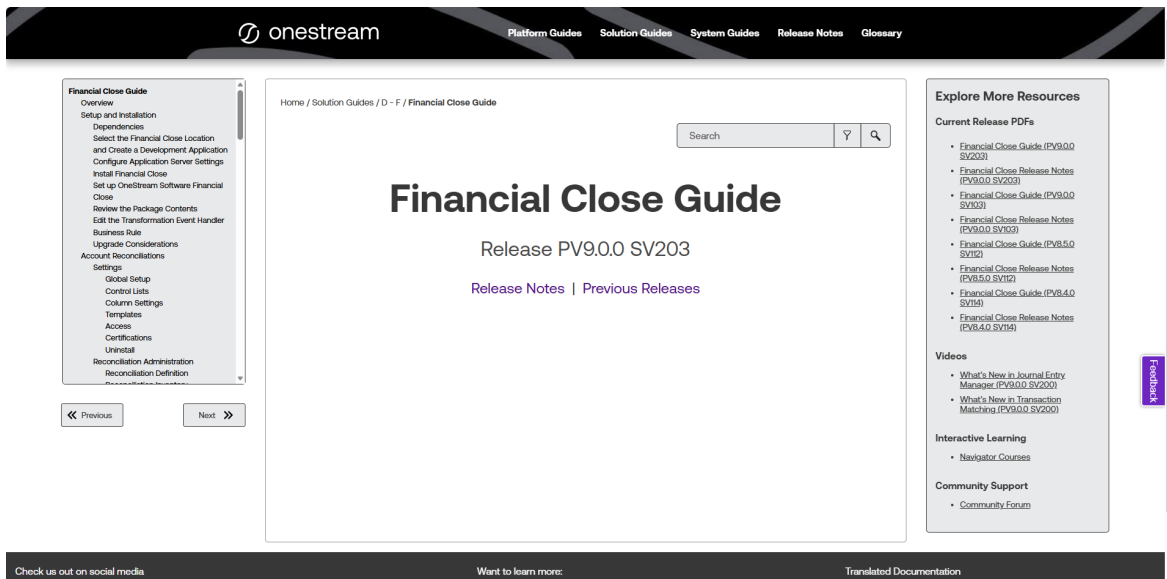 onestream
Platform Guides Solution Guides System Guides Release Notes Glossary
Financial Close Guide
Overview
Setup and Installation
Dependencies
Select the Financial Close Location
and Create a Development Application
Configure Application Server Settings
Install Financial Close
Set up OneStream Software Financial
Close
Review the Package Contents
Edit the Transformation Event Handler
Business Rule
Upgrade Considerations
Account Reconciliations
Settings
Global Setup
Control Lists
Column Settings
Templates
Access
Certifications
Uninstall
Reconciliation Administration
Reconciliation Definition
Reconciliation Inventory
Previous
Next
Home / Solution Guides / D - F / Financial Close Guide
Search
Financial Close Guide
Release PV9.0.0 SV203
Release Notes | Previous Releases
Explore More Resources
Current Release PDFs
Financial Close Guide (PV9.0.0
SV203)
Financial Close Release Notes
(PV9.0.0 SV203)
Financial Close Guide (PV9.0.0
SV103)
Financial Close Release Notes
(PV9.0.0 SV103)
Financial Close Guide (PV8.5.0
SV112)
Financial Close Release Notes
(PV8.5.0 SV112)
Financial Close Guide (PV8.4.0
SV114)
Financial Close Release Notes
(PV8.4.0 SV114)
Videos
What's New in Journal Entry
Manager (PV9.0.0 SV200)
What's New in Transaction
Matching (PV9.0.0 SV200)
Interactive Learning
Navigator Courses
Community Support
Community Forum
Feedback
Check us out on social media
Want to learn more:
Translated Documentation